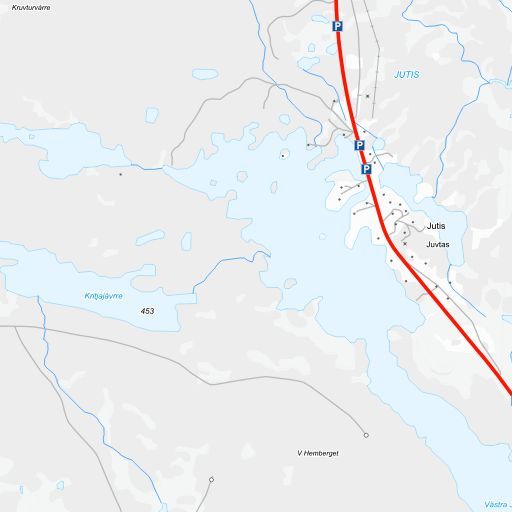 Kruvturvárre
P
JUTIS
P
P
Jutis
Juvtas
Kritjajávrre
453
V Hemberget
Västra J